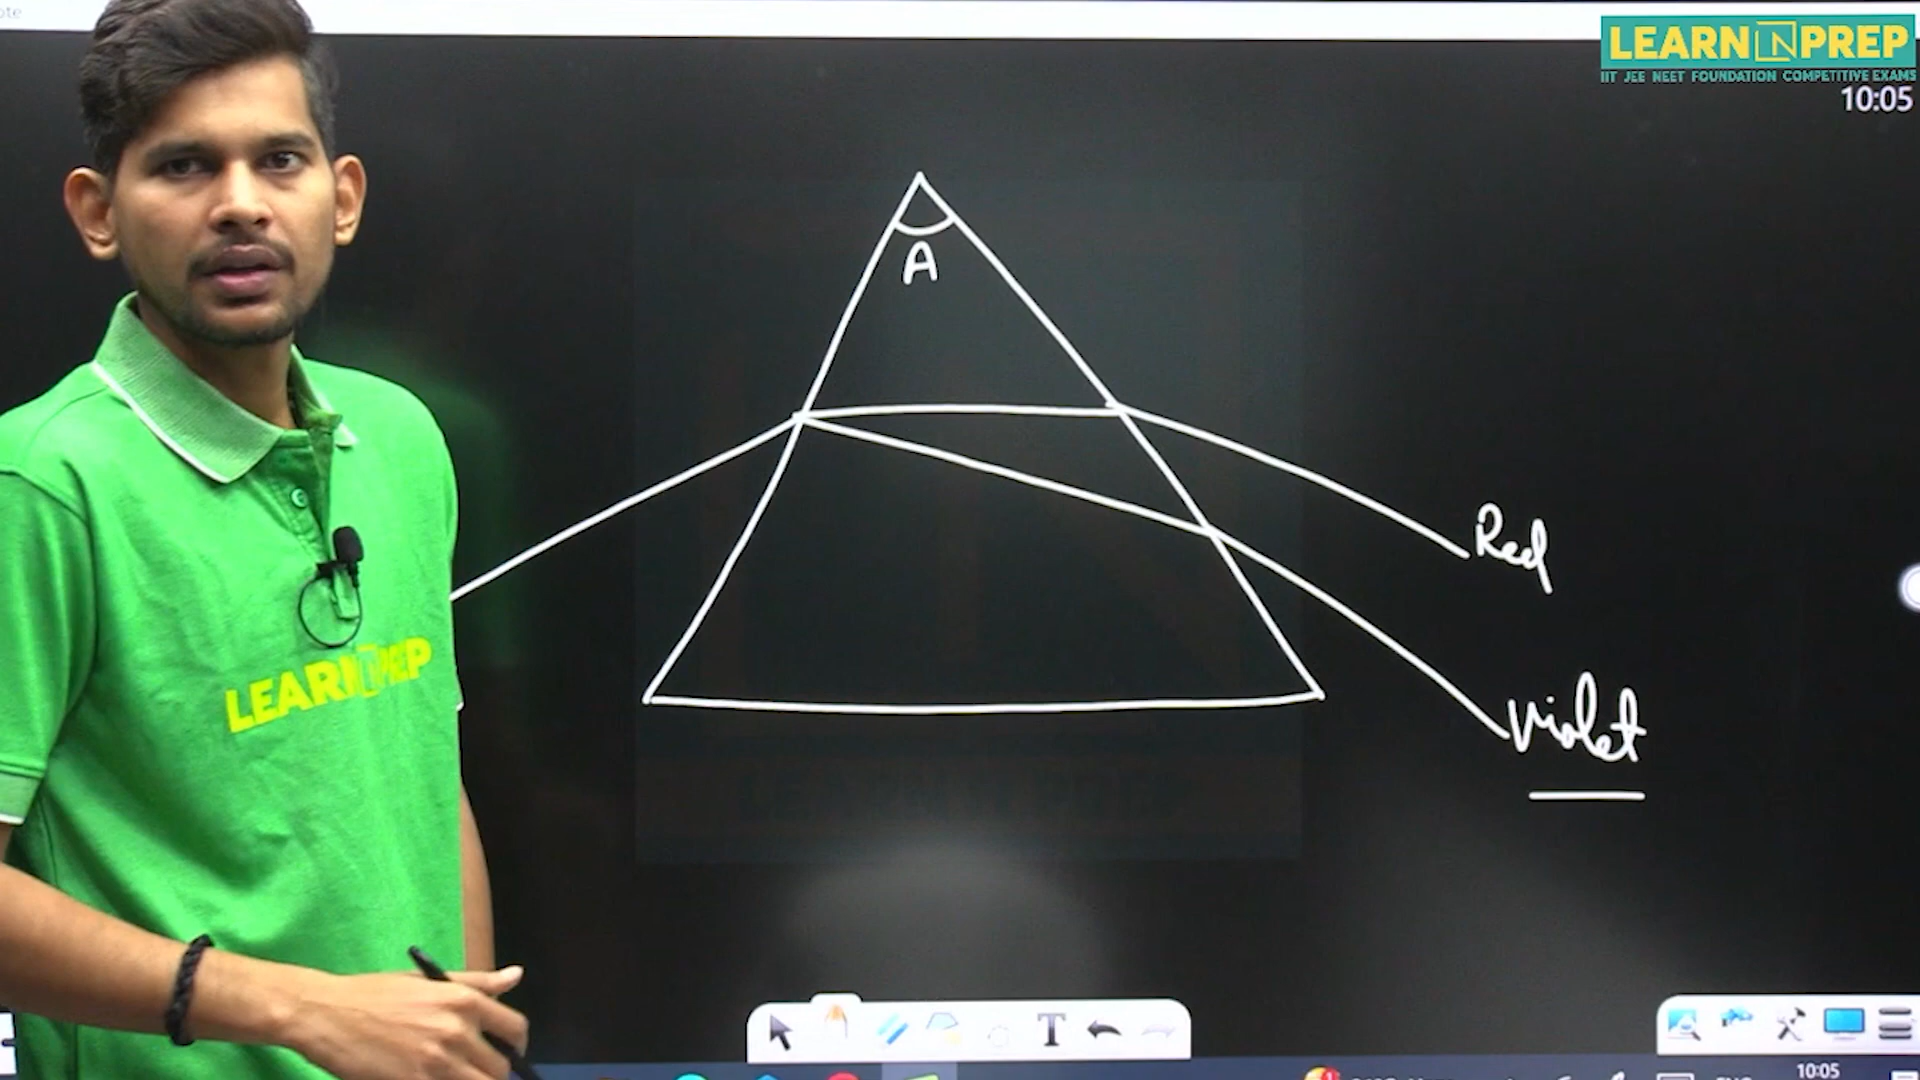 LEARN N PREP
IIT JEE NEET FOUNDATION COMPETITIVE EXAMS
10:05
A
Red
Violet
LEARN N PREP
T
10:05